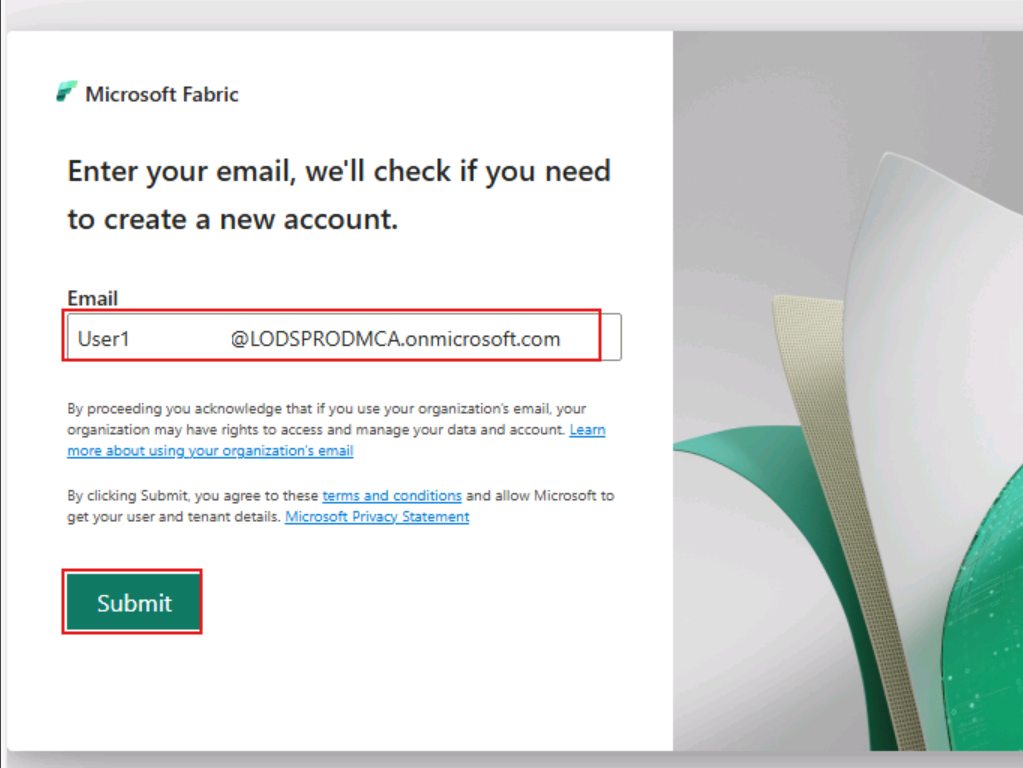 Microsoft Fabric
Enter your email, we'll check if you need
to create a new account.
Email
User1 @LODSPRODMCA.onmicrosoft.com
By proceeding you acknowledge that if you use your organization's email, your
organization may have rights to access and manage your data and account. Learn
more about using your organization's email
By clicking Submit, you agree to these terms and conditions and allow Microsoft to
get your user and tenant details. Microsoft Privacy Statement
Submit